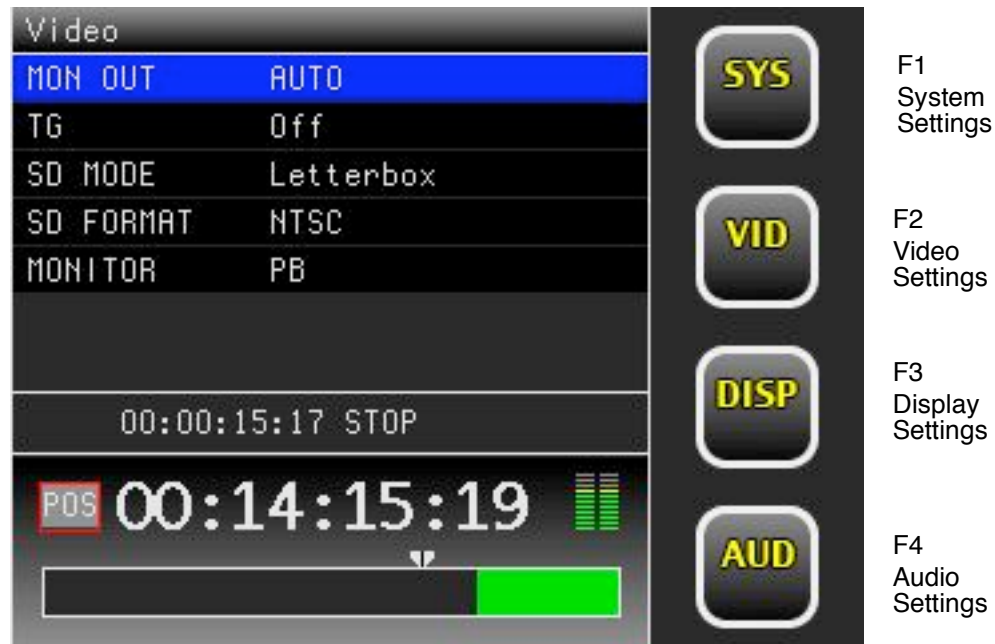 Video
MON OUT AUTO
TG Off
SD MODE Letterbox
SD FORMAT NTSC
MONITOR PB
00:00:15:17 STOP
POS 00:14:15:19
SYS
F1
System
Settings
VID
F2
Video
Settings
DISP
F3
Display
Settings
AUD
F4
Audio
Settings